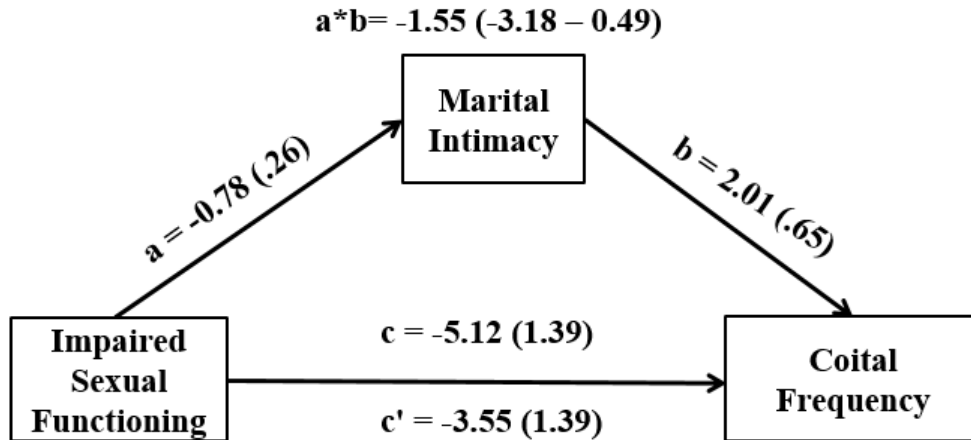 a*b= -1.55 (-3.18 – 0.49)
Marital
Intimacy
a = -0.78 (.26)
b = 2.01 (.65)
c = -5.12 (1.39)
Impaired
Sexual
Functioning
Coital
Frequency
c' = -3.55 (1.39)